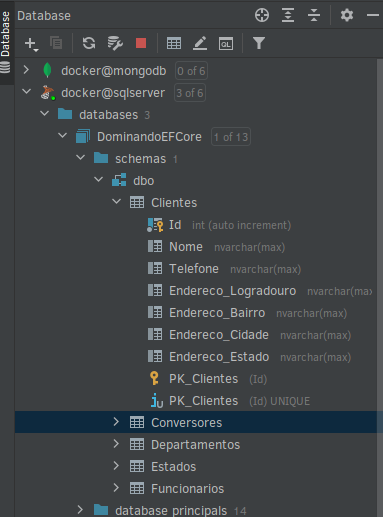 Database
Database
docker@mongodb 0 of 6
docker@sqlserver 3 of 6
databases 3
DominandoEFCore 1 of 13
schemas 1
dbo
Clientes
Id int (auto increment)
Nome nvarchar(max)
Telefone nvarchar(max)
Endereco_Logradouro nvarchar(max
Endereco_Bairro nvarchar(max)
Endereco_Cidade nvarchar(max)
Endereco_Estado nvarchar(max)
PK_Clientes (Id)
PK_Clientes (Id) UNIQUE
Conversores
Departamentos
Estados
Funcionarios
database principals 14